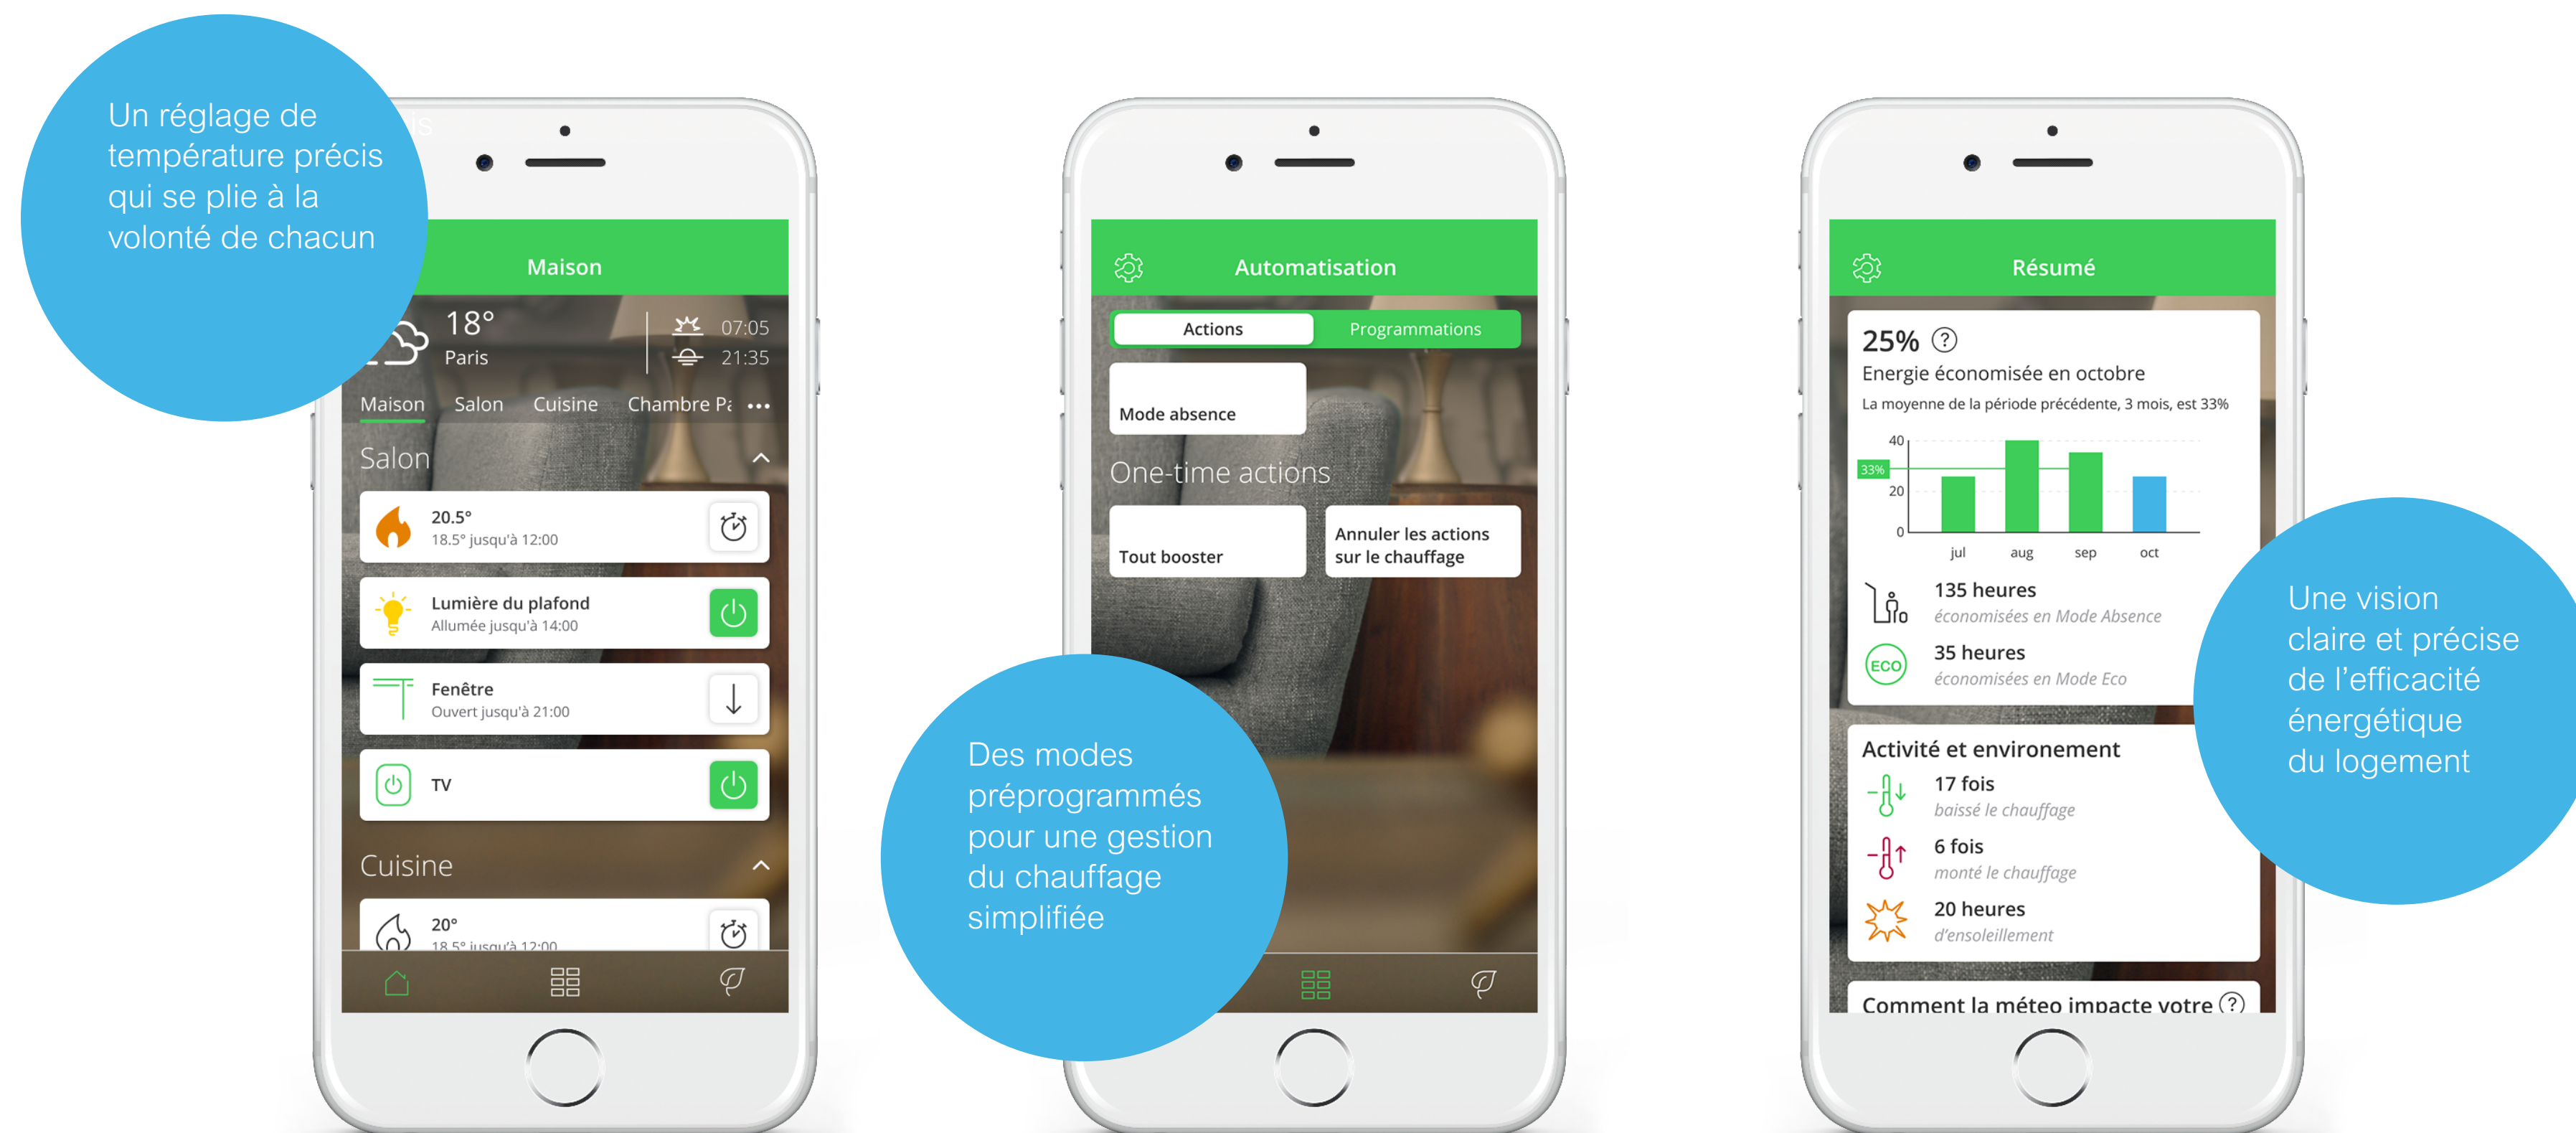 Un réglage de
température précis
qui se plie à la
volonté de chacun
is
Maison
18°
Paris
07:05
21:35
Maison Salon Cuisine Chambre Pa
Salon
20.5°
18.5° jusqu'à 12:00
Lumière du plafond
Allumée jusqu'à 14:00
Fenêtre
Ouvert jusqu'à 21:00
TV
Cuisine
20°
18.5° jusqu'à 12:00
Automatisation
Actions Programmations
Mode absence
One-time actions
Tout booster
Annuler les actions
sur le chauffage
Des modes
préprogrammés
pour une gestion
du chauffage
simplifiée
Résumé
25% ?
Energie économisée en octobre
La moyenne de la période précédente, 3 mois, est 33%
40
33%
20
0
jul aug sep oct
135 heures
économisées en Mode Absence
ECO
35 heures
économisées en Mode Eco
Activité et environement
17 fois
baissé le chauffage
6 fois
monté le chauffage
20 heures
d'ensoleillement
Comment la méteo impacte votre ?
Une vision
claire et précise
de l'efficacité
énergétique
du logement